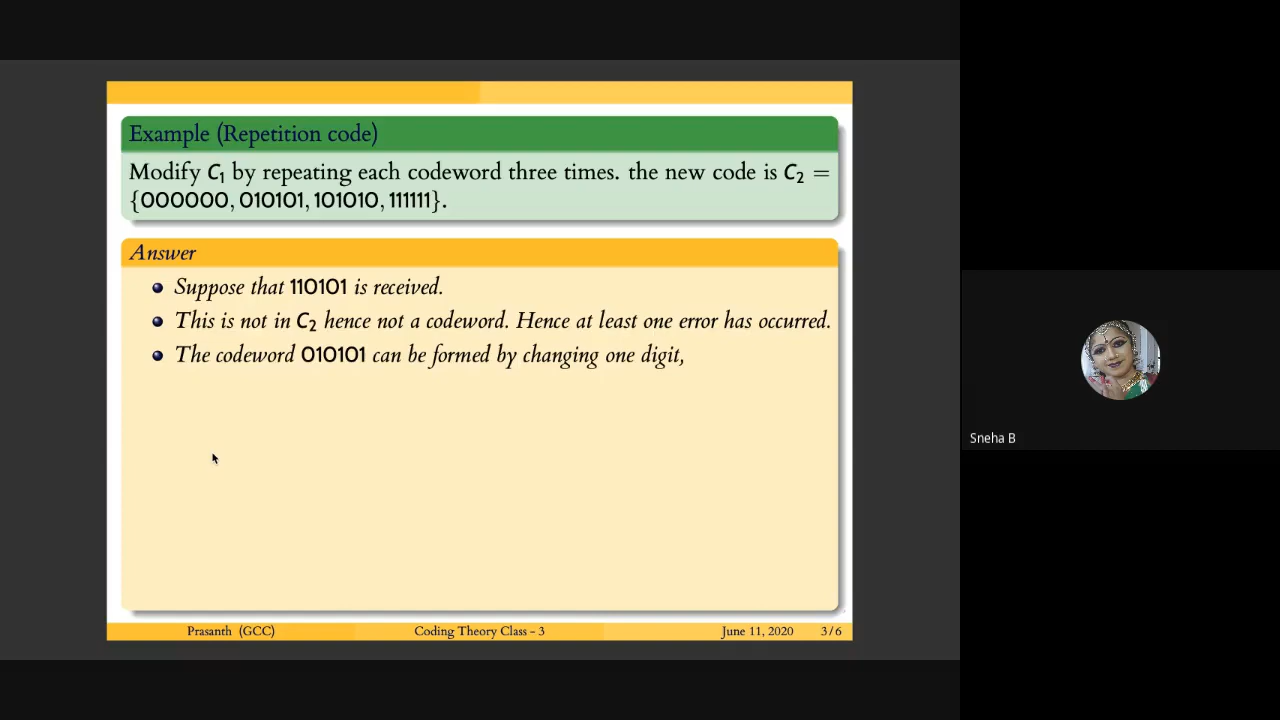 Example (Repetition code)
Modify C₁ by repeating each codeword three times. the new code is C₂ =
{000000, 010101, 101010, 111111}.
Answer
Suppose that 110101 is received.
This is not in C₂ hence not a codeword. Hence at least one error has occurred.
The codeword 010101 can be formed by changing one digit,
Prasanth (GCC) Coding Theory Class - 3 June 11, 2020 3 / 6
Sneha B